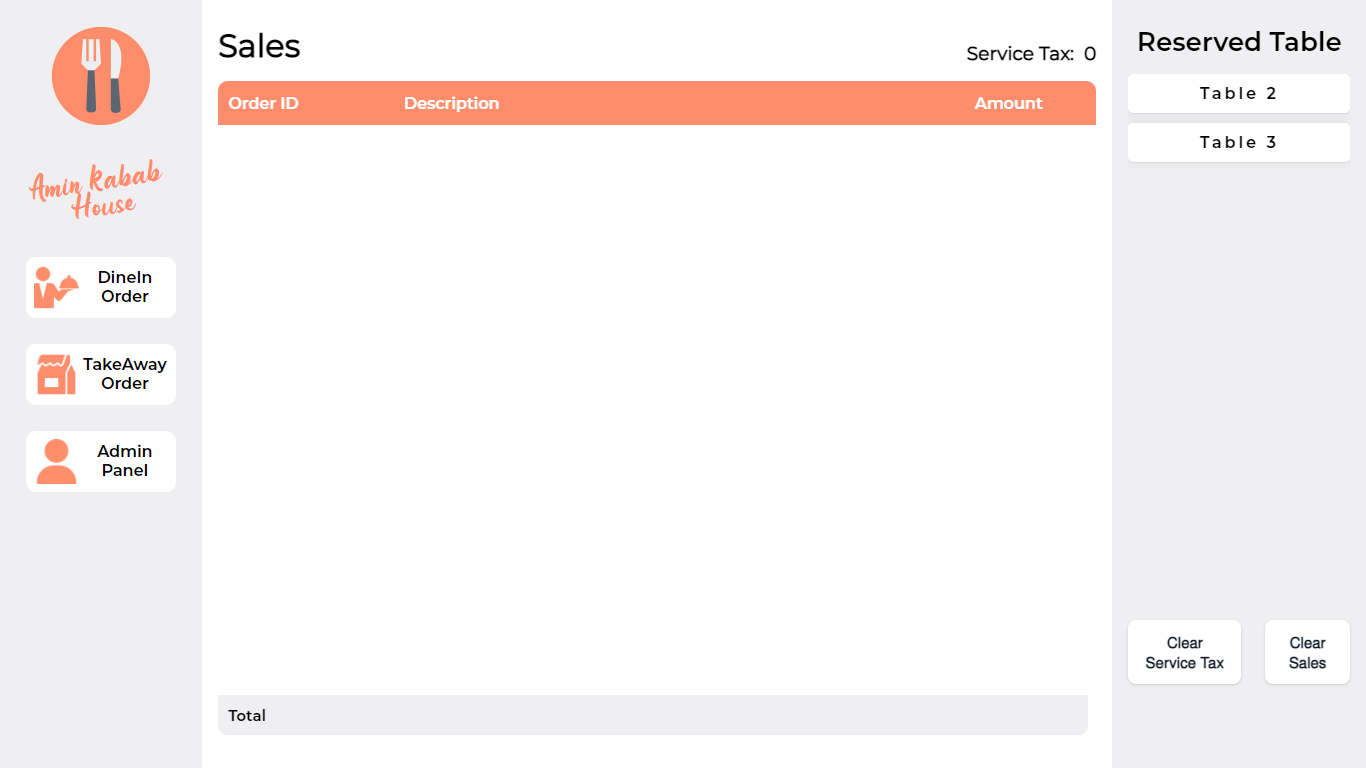 Amin Kabab
House
DineIn
Order
TakeAway
Order
Admin
Panel
Sales
Service Tax: 0
Order ID Description Amount
Total
Reserved Table
Table 2
Table 3
Clear
Service Tax
Clear
Sales